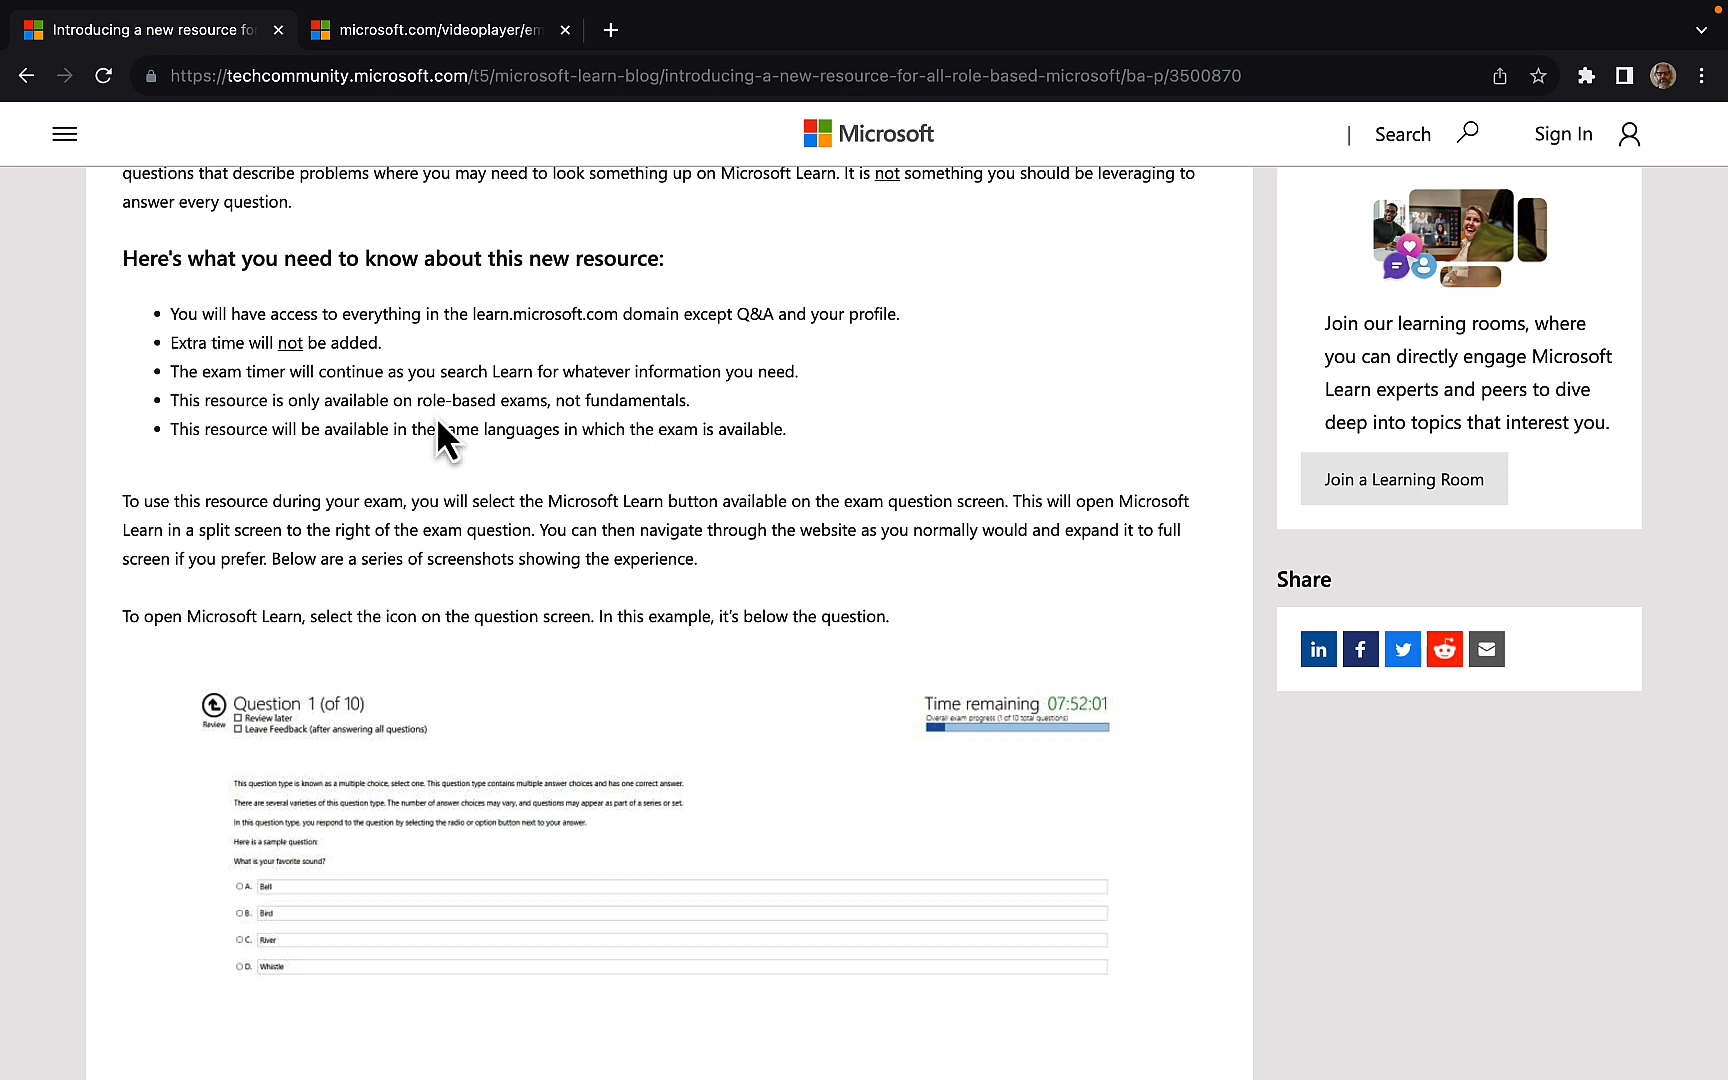 Introducing a new resource fo
microsoft.com/videoplayer/em
https://techcommunity.microsoft.com/t5/microsoft-learn-blog/introducing-a-new-resource-for-all-role-based-microsoft/ba-p/3500870
Microsoft
| Search
Sign In
questions that describe problems where you may need to look something up on Microsoft Learn. It is not something you should be leveraging to
answer every question.
Here's what you need to know about this new resource:
• You will have access to everything in the learn.microsoft.com domain except Q&A and your profile.
• Extra time will not be added.
• The exam timer will continue as you search Learn for whatever information you need.
• This resource is only available on role-based exams, not fundamentals.
• This resource will be available in the languages in which the exam is available.
To use this resource during your exam, you will select the Microsoft Learn button available on the exam question screen. This will open Microsoft
Learn in a split screen to the right of the exam question. You can then navigate through the website as you normally would and expand it to full
screen if you prefer. Below are a series of screenshots showing the experience.
To open Microsoft Learn, select the icon on the question screen. In this example, it's below the question.
Review
Question 1 (of 10)
Review later
Leave Feedback (after answering all questions)
Time remaining 07:52:01
Overall exam progress (1 of 10 total questions)
This question type is known as a multiple choice, select one. This question type contains multiple answer choices and has one correct answer.
There are several varieties of this question type. The number of answer choices may vary, and questions may appear as part of a series or set.
In this question type, you respond to the question by selecting the radio or option button next to your answer.
Here is a sample question:
What is your favorite sound?
A. Bell
B. Bird
C. River
D. Whistle
Join our learning rooms, where
you can directly engage Microsoft
Learn experts and peers to dive
deep into topics that interest you.
Join a Learning Room
Share
in
f